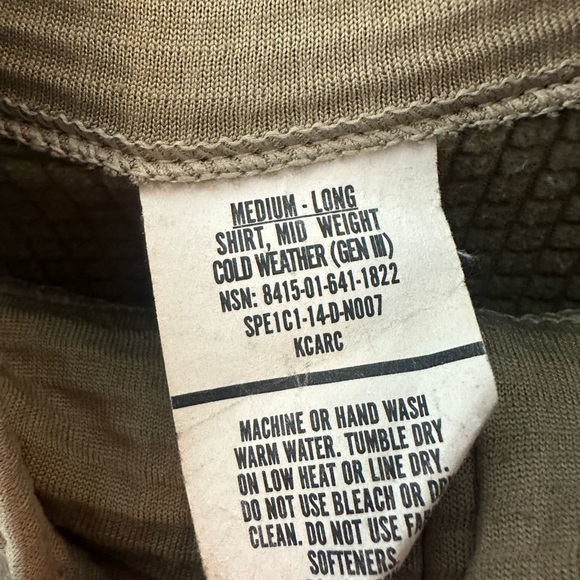 MEDIUM - LONG
SHIRT, MID WEIGHT
COLD WEATHER (GEN III)
NSN: 8415-01-641-1822
SPE1C1-14-D-N007
KCARC
MACHINE OR HAND WASH
WARM WATER. TUMBLE DRY
ON LOW HEAT OR LINE DRY.
DO NOT USE BLEACH OR
CLEAN. DO NOT USE
SOFTENERS